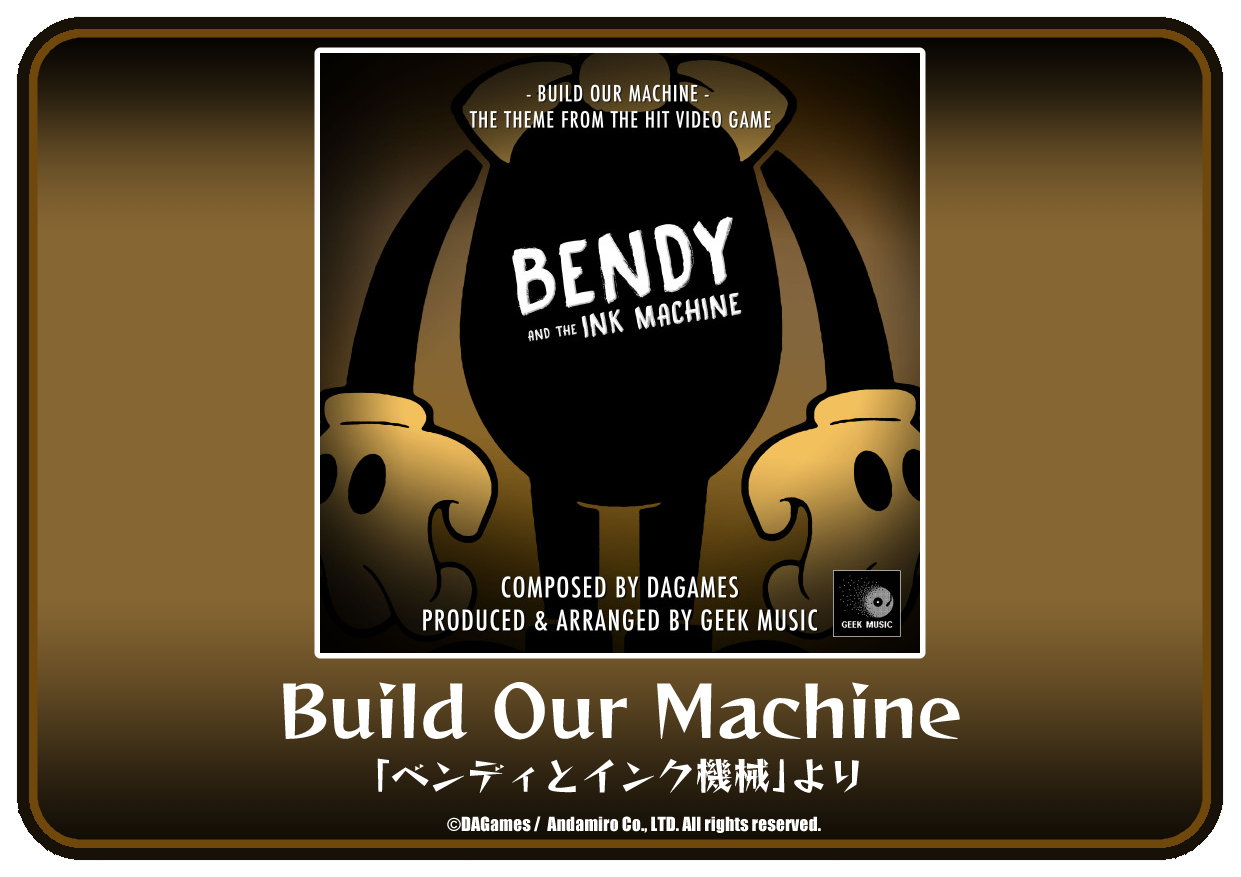 - BUILD OUR MACHINE -
THE THEME FROM THE HIT VIDEO GAME
BENDY
AND THE INK MACHINE
COMPOSED BY DAGAMES
PRODUCED & ARRANGED BY GEEK MUSIC
GEEK MUSIC
Build Our Machine
「ベンディとインク機械」より
©DAGames / Andamiro Co., LTD. All rights reserved.